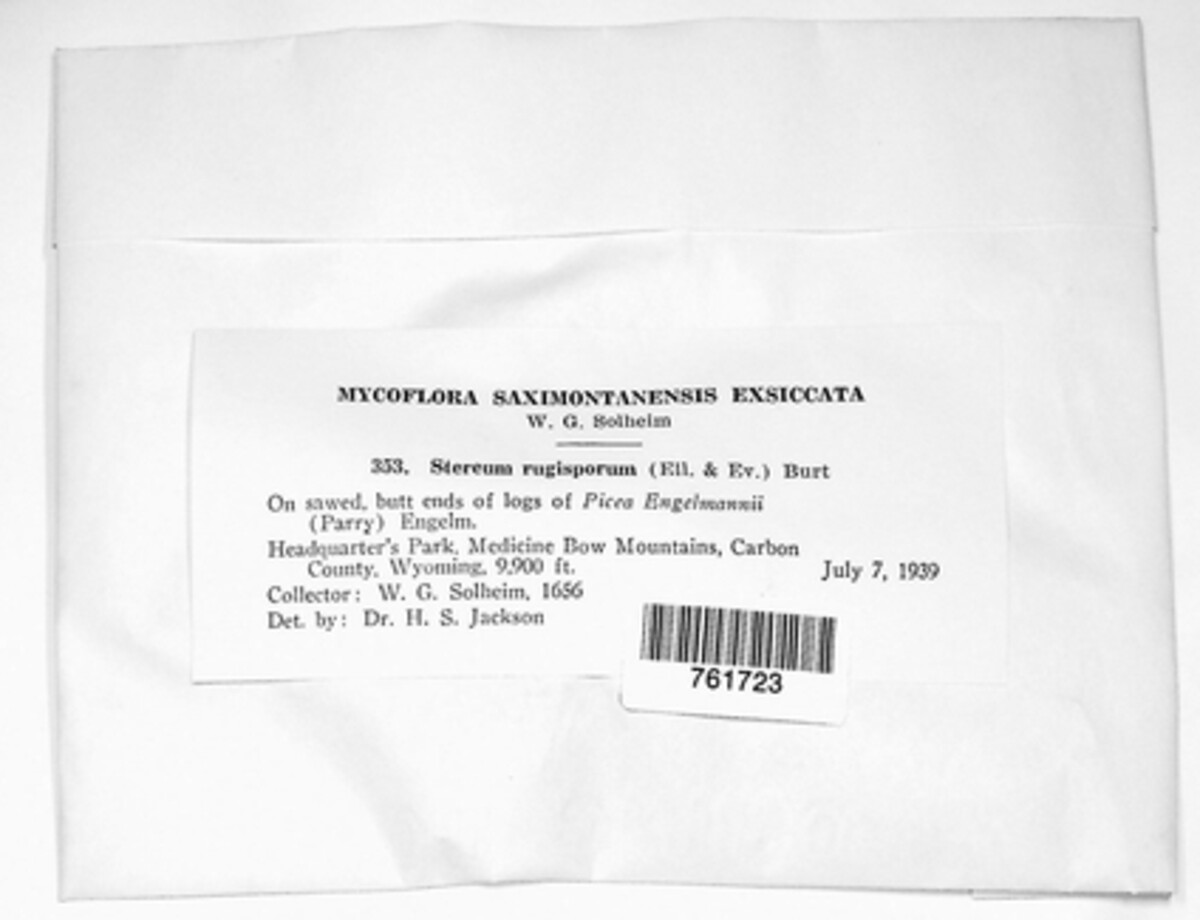 MYCOFLORA SAXIMONTANENSIS EXSICCATA
W. G. Solheim
353. Stereum rugisporum (Ell. & Ev.) Burt
On sawed, butt ends of logs of Picea Engelmannii
(Parry) Engelm.
Headquarter's Park, Medicine Bow Mountains, Carbon
County, Wyoming, 9,900 ft. July 7, 1939
Collector: W. G. Solheim, 1656
Det. by: Dr. H. S. Jackson
761723